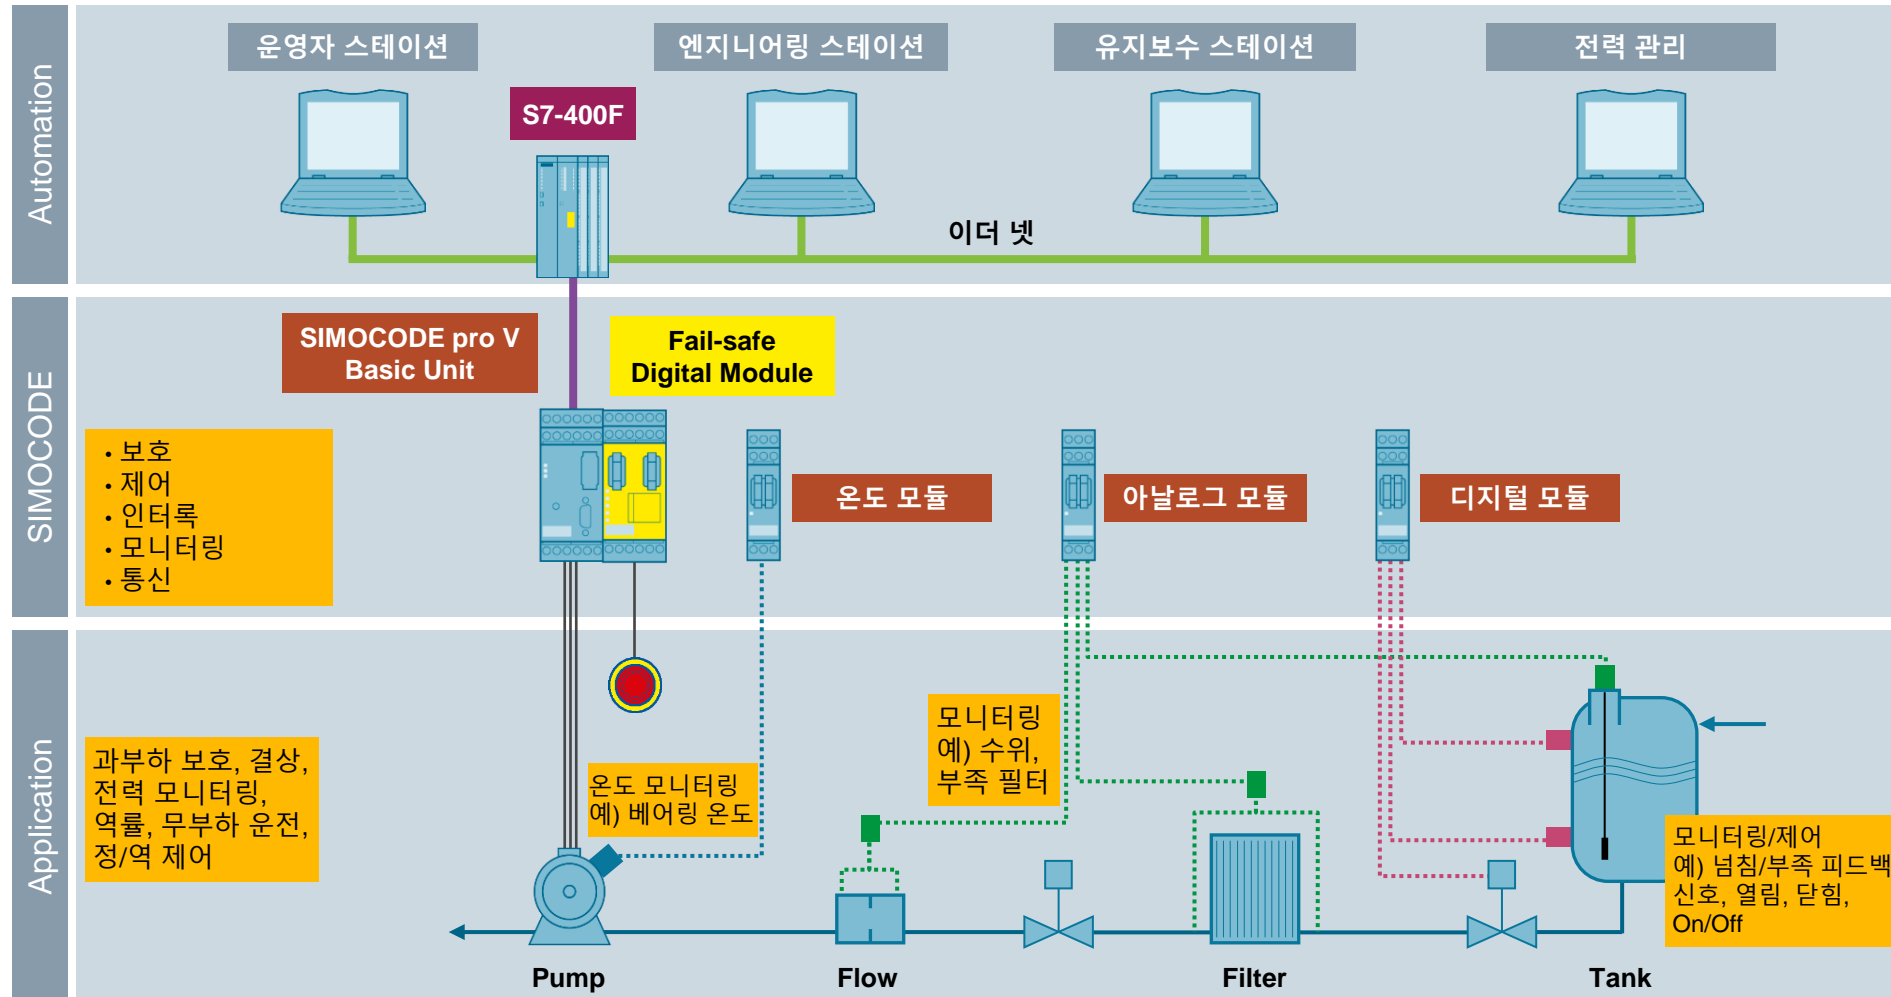 Automation
운영자 스테이션
엔지니어링 스테이션
유지보수 스테이션
전력 관리
S7-400F
이더 넷
SIMOCODE
SIMOCODE pro V
Basic Unit
Fail-safe
Digital Module
• 보호
• 제어
• 인터록
• 모니터링
• 통신
온도 모듈
아날로그 모듈
디지털 모듈
Application
과부하 보호, 결상,
전력 모니터링,
역률, 무부하 운전,
정/역 제어
온도 모니터링
예) 베어링 온도
모니터링
예) 수위,
부족 필터
모니터링/제어
예) 넘침/부족 피드백
신호, 열림, 닫힘,
On/Off
Pump
Flow
Filter
Tank